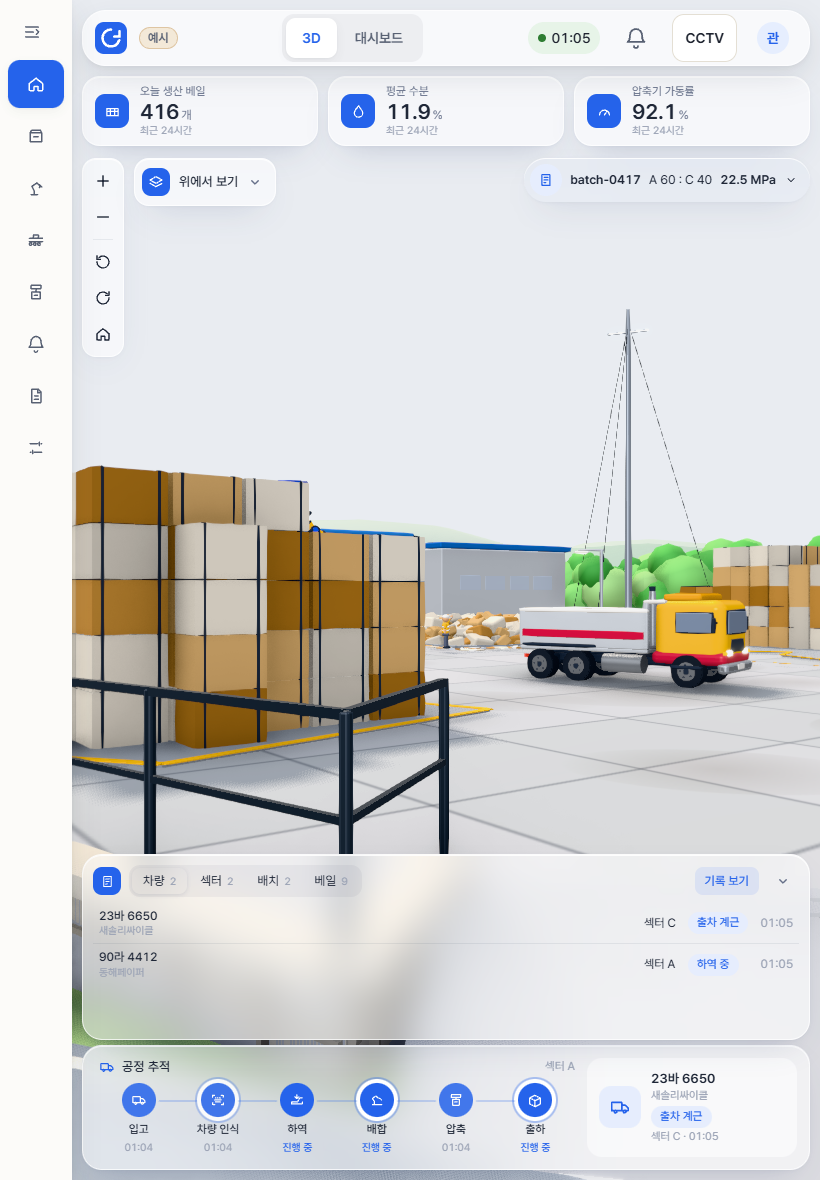 예시
3D
대시보드
01:05
CCTV
관
오늘 생산 베일
416개
최근 24시간
평균 수분
11.9%
최근 24시간
압축기 가동률
92.1%
최근 24시간
위에서 보기
batch-0417 A 60 : C 40 22.5 MPa
차량 2
섹터 2
배치 2
베일 9
기록 보기
23바 6650
새솔리싸이클
섹터 C
출차 계근
01:05
90라 4412
동해페이퍼
섹터 A
하역 중
01:05
공정 추적
섹터 A
입고
01:04
차량 인식
01:04
하역
진행 중
배합
진행 중
압축
01:04
출하
진행 중
23바 6650
새솔리싸이클
출차 계근
섹터 C · 01:05